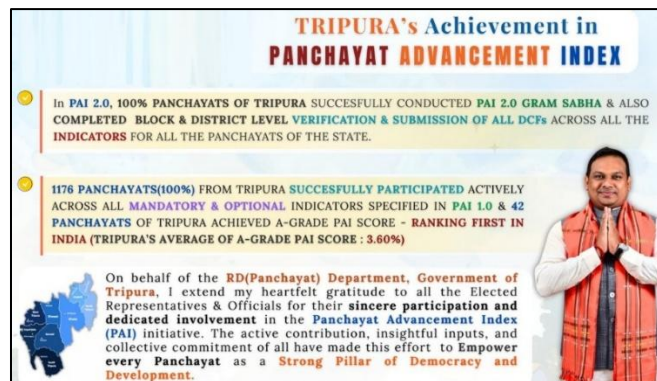 TRIPURA's Achievement in
PANCHAYAT ADVANCEMENT INDEX
In PAI 2.0, 100% PANCHAYATS OF TRIPURA SUCCESFULLY CONDUCTED PAI 2.0 GRAM SABHA & ALSO
COMPLETED BLOCK & DISTRICT LEVEL VERIFICATION & SUBMISSION OF ALL DCFs ACROSS ALL THE
INDICATORS FOR ALL THE PANCHAYATS OF THE STATE.
1176 PANCHAYATS(100%) FROM TRIPURA SUCCESFULLY PARTICIPATED ACTIVELY
ACROSS ALL MANDATORY & OPTIONAL INDICATORS SPECIFIED IN PAI 1.0 & 42
PANCHAYATS OF TRIPURA ACHIEVED A-GRADE PAI SCORE - RANKING FIRST IN
INDIA (TRIPURA'S AVERAGE OF A-GRADE PAI SCORE : 3.60%)
On behalf of the RD(Panchayat) Department, Government of
Tripura, I extend my heartfelt gratitude to all the Elected
Representatives & Officials for their sincere participation and
dedicated involvement in the Panchayat Advancement Index
(PAI) initiative. The active contribution, insightful inputs, and
collective commitment of all have made this effort to Empower
every Panchayat as a Strong Pillar of Democracy and
Development.